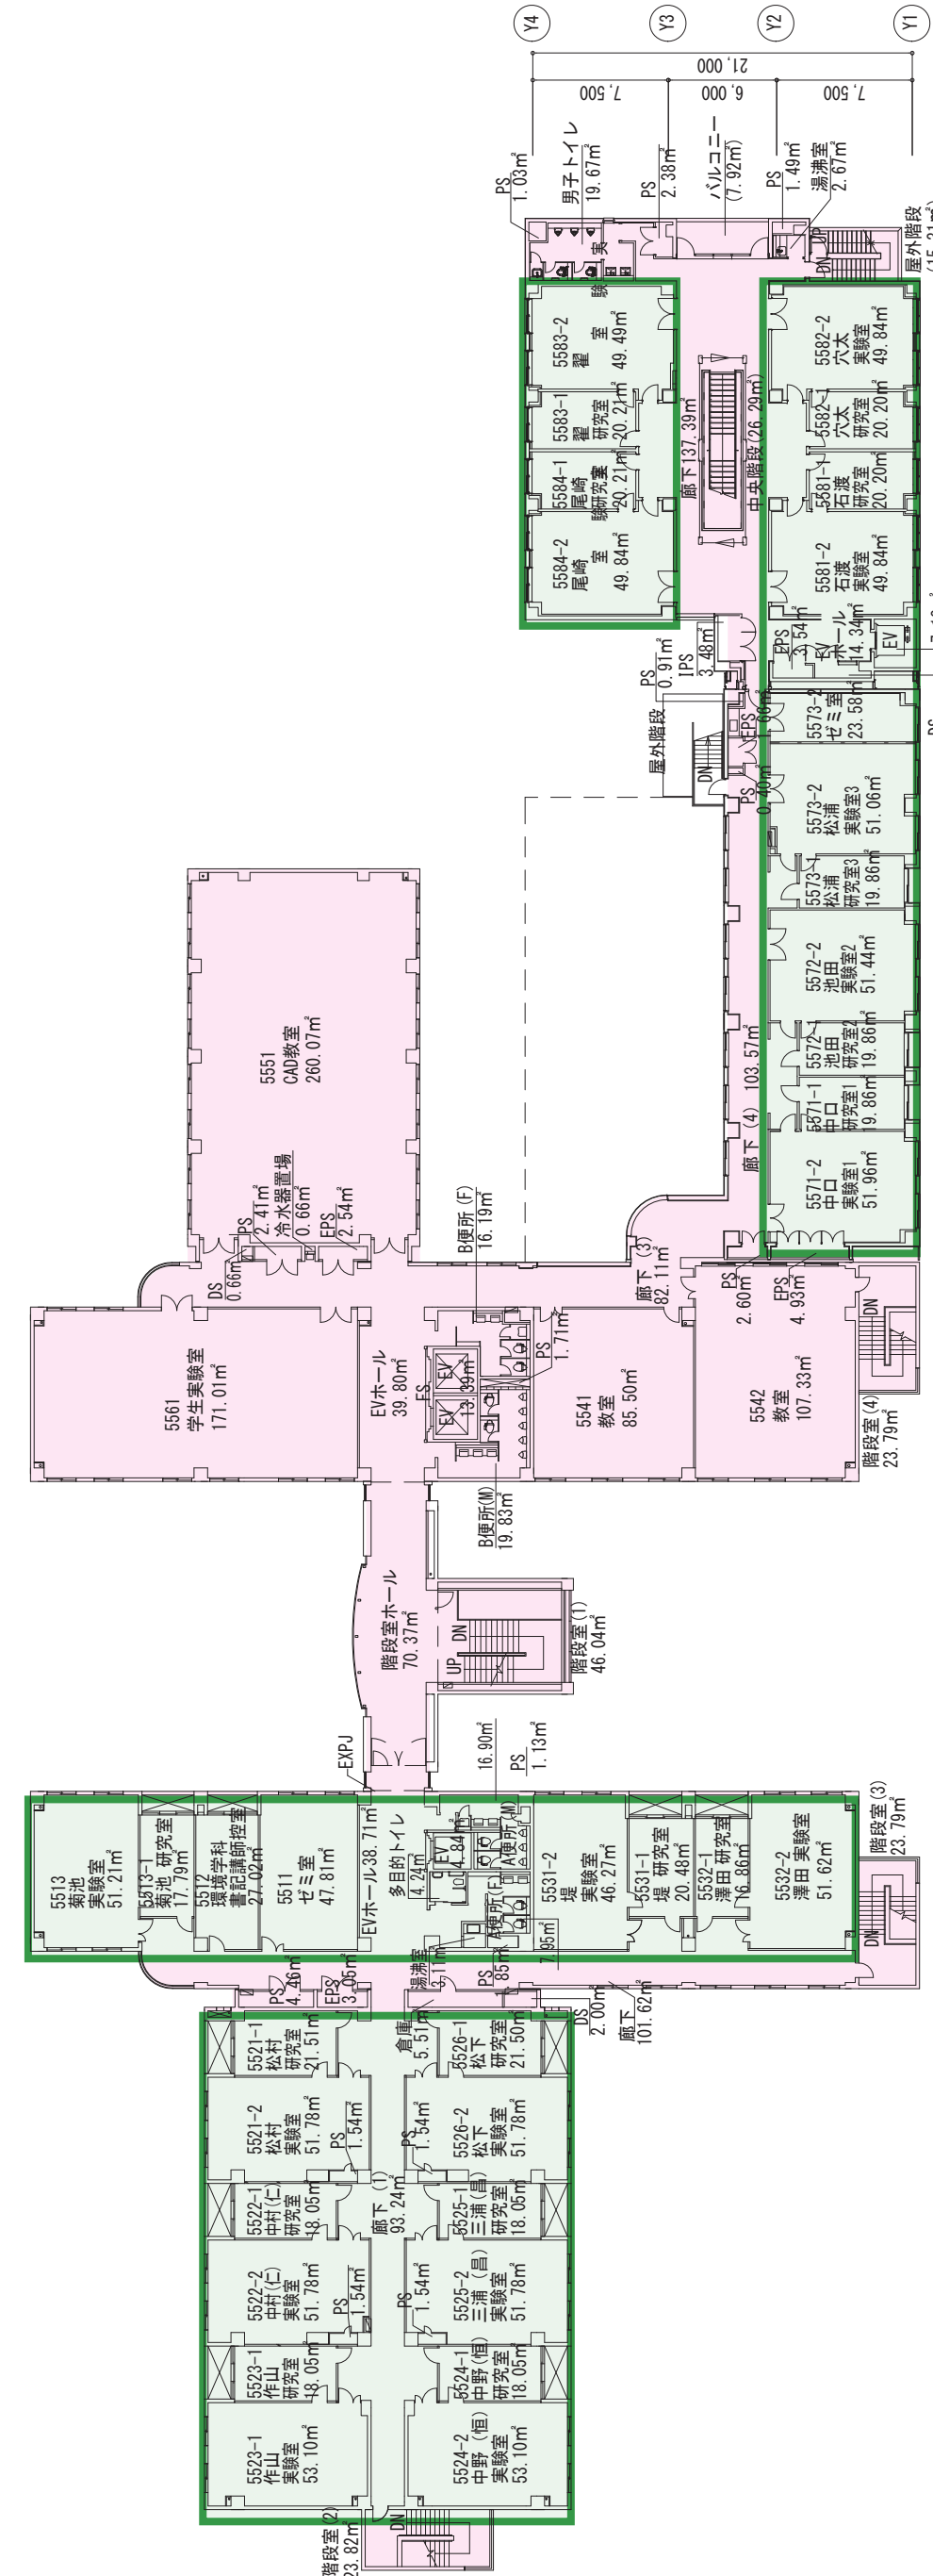 Y4
Y3
Y2
Y1
21,000
7,500
6,000
7,500
PS
1.03㎡
男子トイレ
19.67㎡
PS
2.38㎡
バルコニー
(7.92㎡)
PS
1.49㎡
湯沸室
2.67㎡
UP
DN
屋外階段
5583-2
翟
実
験
室
49.49㎡
5583-1
翟
研究室
20.21㎡
5584-1
尾崎
研究室
20.21㎡
5584-2
尾崎
実
験
室
49.84㎡
廊下137.39㎡
中央階段(26.29㎡)
5582-2
穴太
実験室
49.84㎡
5582-1
穴太
研究室
20.20㎡
5581-1
石渡
研究室
20.20㎡
5581-2
石渡
実験室
49.84㎡
EPS
3.54㎡
EV
ホール
14.34㎡
EV
PS
0.91㎡
IPS
3.48㎡
屋外階段
DN
EPS
1.66㎡
PS
0.40㎡
5573-2
ゼミ室
23.58㎡
5573-2
松浦
実験室3
51.06㎡
5573-1
松浦
研究室3
19.86㎡
5572-2
池田
実験室2
51.44㎡
5572-1
池田
研究室2
19.86㎡
5571-1
中口
研究室1
19.86㎡
5571-2
中口
実験室1
51.96㎡
廊下 (4) 103.57㎡
5551
CAD教室
260.07㎡
PS
2.41㎡
冷水器置場
0.66㎡
EPS
2.54㎡
DS
0.66㎡
B便所(F)
16.19㎡
廊下 (3)
82.11㎡
PS
2.60㎡
EPS
4.93㎡
DN
階段室(4)
23.79㎡
5561
学生実験室
171.01㎡
EVホール
39.80㎡
EV
EV
13.39㎡
PS
1.71㎡
5541
教室
85.50㎡
5542
教室
107.33㎡
B便所(M)
19.83㎡
階段室ホール
70.37㎡
UP
DN
階段室(1)
46.04㎡
EXPJ
16.90㎡
PS
1.13㎡
5513
菊池
実験室
51.21㎡
5513-1
菊池 研究室
17.79㎡
5512
環境学科
書記講師控室
27.02㎡
5511
ゼミ室
47.81㎡
EVホール38.71㎡
多目的トイレ
4.24㎡
EV
4.84㎡
A便所(M)
A便所(F)
5531-2
堤
実験室
46.27㎡
5531-1
堤 研究室
20.48㎡
5532-1
澤田 研究室
16.86㎡
5532-2
澤田 実験室
51.62㎡
階段室(3)
23.79㎡
DN
PS
4.46㎡
EPS
3.05㎡
湯沸室
3.11㎡
PS
7.95㎡
倉庫
5.51㎡
DS
2.00㎡
廊下
101.62㎡
5521-1
松村
研究室
21.51㎡
5521-2
松村
実験室
51.78㎡
PS
1.54㎡
5522-1
中村(仁)
研究室
18.05㎡
5522-2
中村(仁)
実験室
51.78㎡
PS
1.54㎡
5523-1
作山
研究室
18.05㎡
5523-1
作山
実験室
53.10㎡
廊下 (1)
93.24㎡
5526-1
松下
研究室
21.50㎡
5526-2
松下
実験室
51.78㎡
PS
1.54㎡
5525-1
三浦(昌)
研究室
18.05㎡
5525-2
三浦 (昌)
実験室
51.78㎡
PS
1.54㎡
5524-1
中野(恒)
研究室
18.05㎡
5524-2
中野 (恒)
実験室
53.10㎡
DN
階段室(2)
23.82㎡